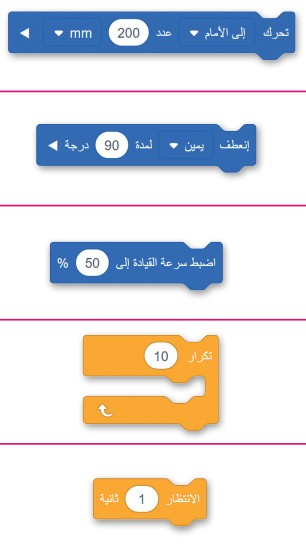 تحرك إلى الأمام عدد 200 mm
إنعطف يمين لمدة 90 درجة
اضبط سرعة القيادة إلى 50 %
تكرار 10
الانتظار 1 ثانية